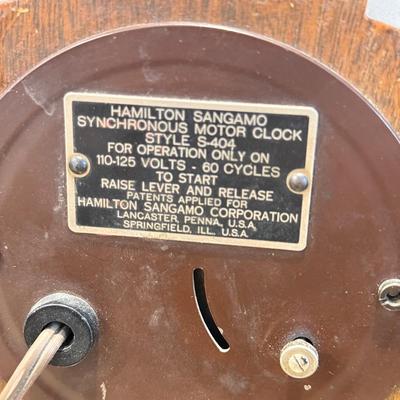 HAMILTON SANGAMO
SYNCHRONOUS MOTOR CLOCK
STYLE S-404
FOR OPERATION ONLY ON
110-125 VOLTS - 60 CYCLES
TO START
RAISE LEVER AND RELEASE
PATENTS APPLIED FOR
HAMILTON SANGAMO CORPORATION
LANCASTER, PENNA., U.S.A.
SPRINGFIELD, ILL. U.S.A.